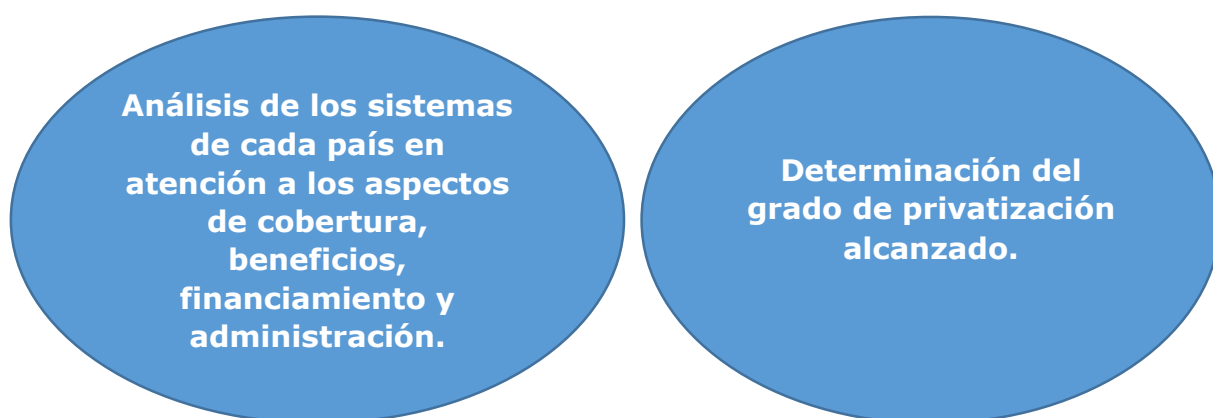 Análisis de los sistemas
de cada país en
atención a los aspectos
de cobertura,
beneficios,
financiamiento y
administración.
Determinación del
grado de privatización
alcanzado.